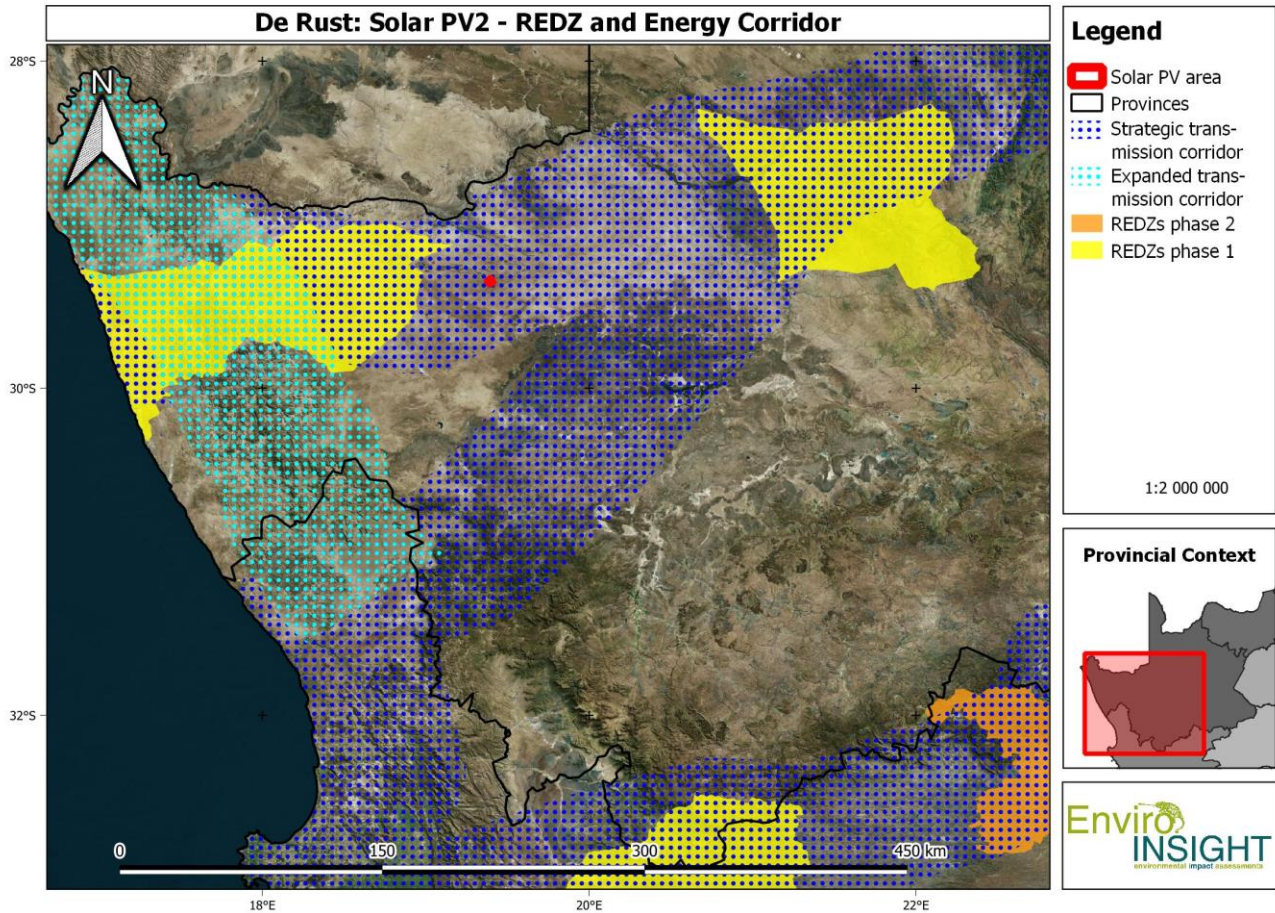 De Rust: Solar PV2 - REDZ and Energy Corridor
Legend
Solar PV area
Provinces
Strategic trans-
mission corridor
Expanded trans-
mission corridor
REDZs phase 2
REDZs phase 1
1:2 000 000
Provincial Context
Enviro
INSIGHT
environmental impact assessments
N
28°S
30°S
32°S
0
150
300
450 km
18°E
20°E
22°E